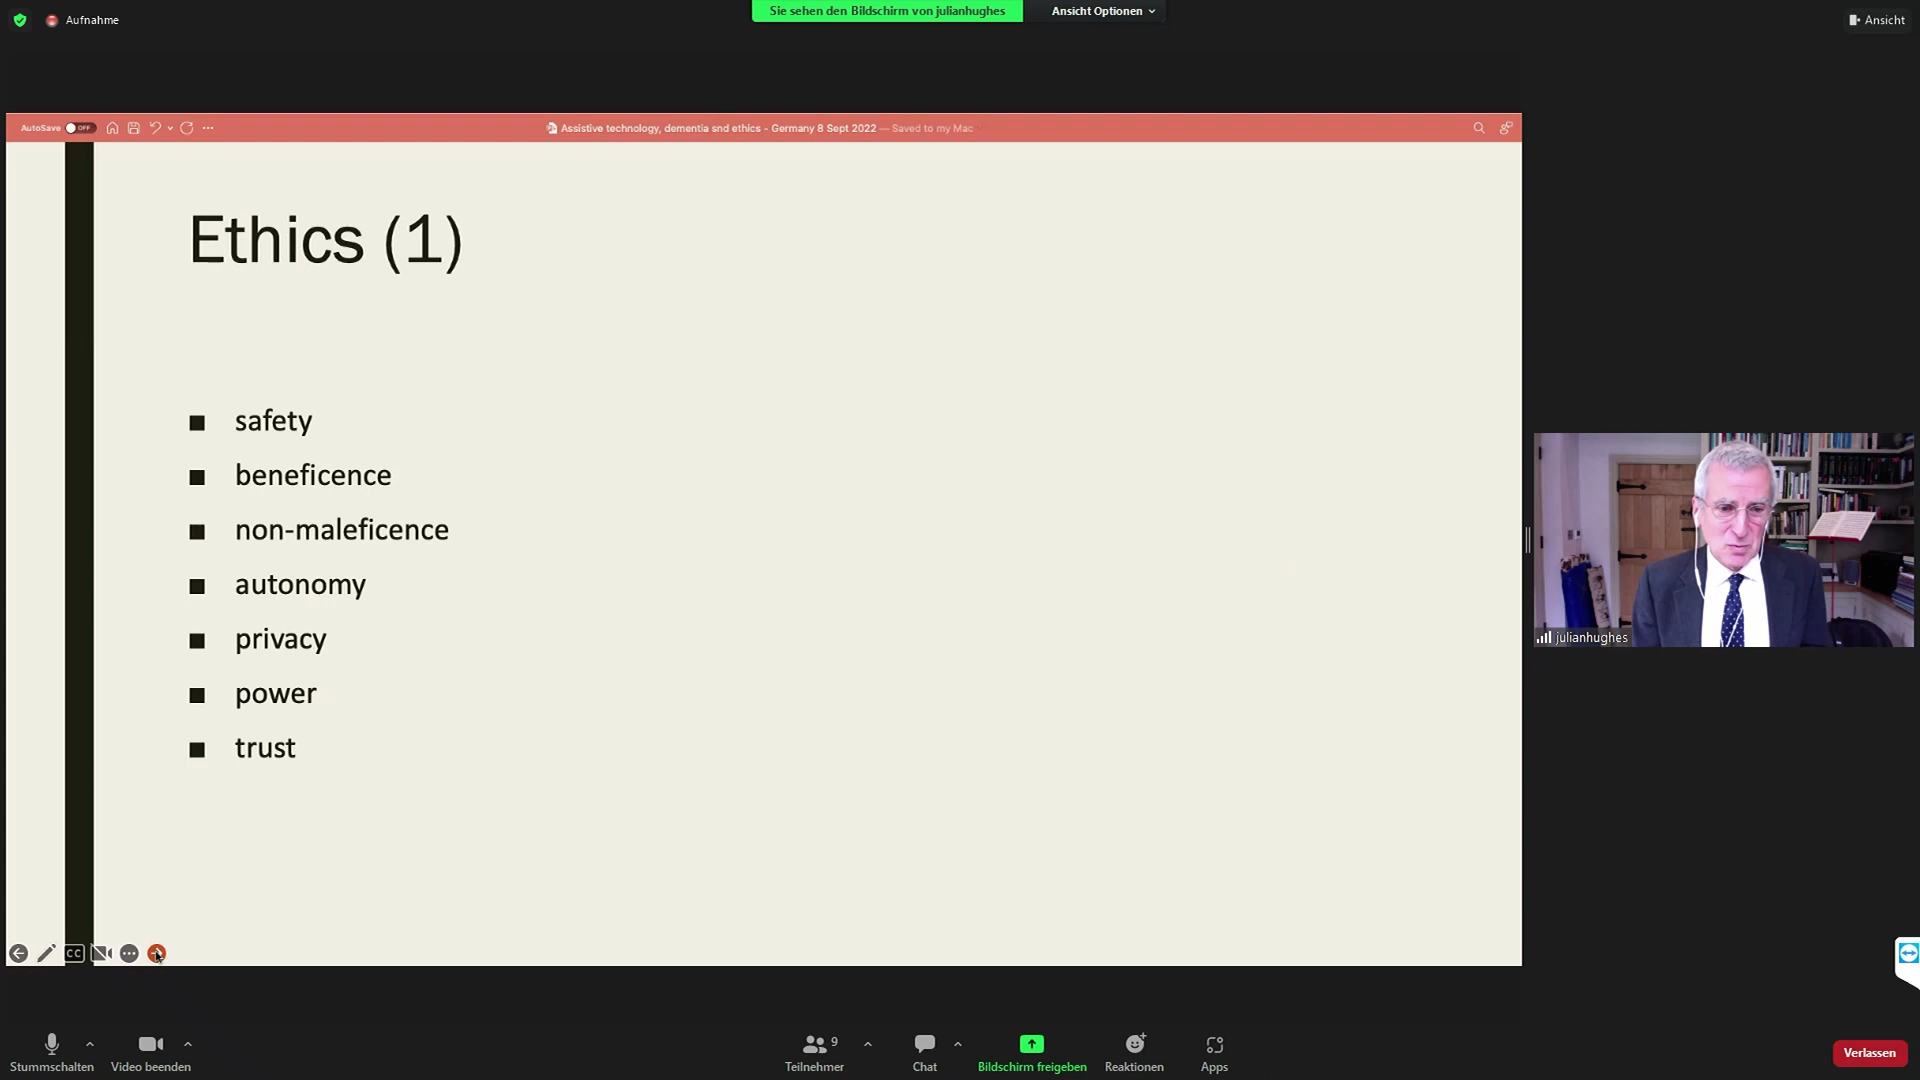 Aufnahme
Sie sehen den Bildschirm von julianhughes
Ansicht Optionen
Ansicht
AutoSave OFF
Assistive technology, dementia snd ethics - Germany 8 Sept 2022 — Saved to my Mac
Ethics (1)
■ safety
■ beneficence
■ non-maleficence
■ autonomy
■ privacy
■ power
■ trust
julianhughes
CC
Stummschalten
Video beenden
9
Teilnehmer
Chat
Bildschirm freigeben
Reaktionen
Apps
Verlassen